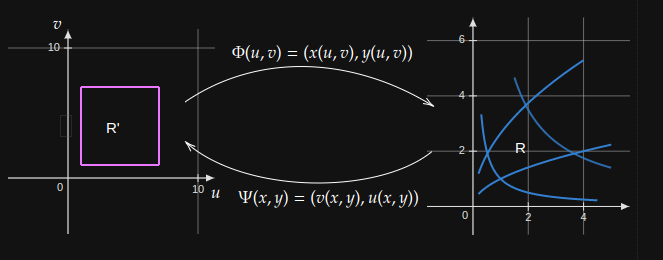 v
10
R'
0
10
u
Φ(u, v) = (x(u, v), y(u, v))
Ψ(x, y) = (v(x, y), u(x, y))
6
4
2
R
0
2
4